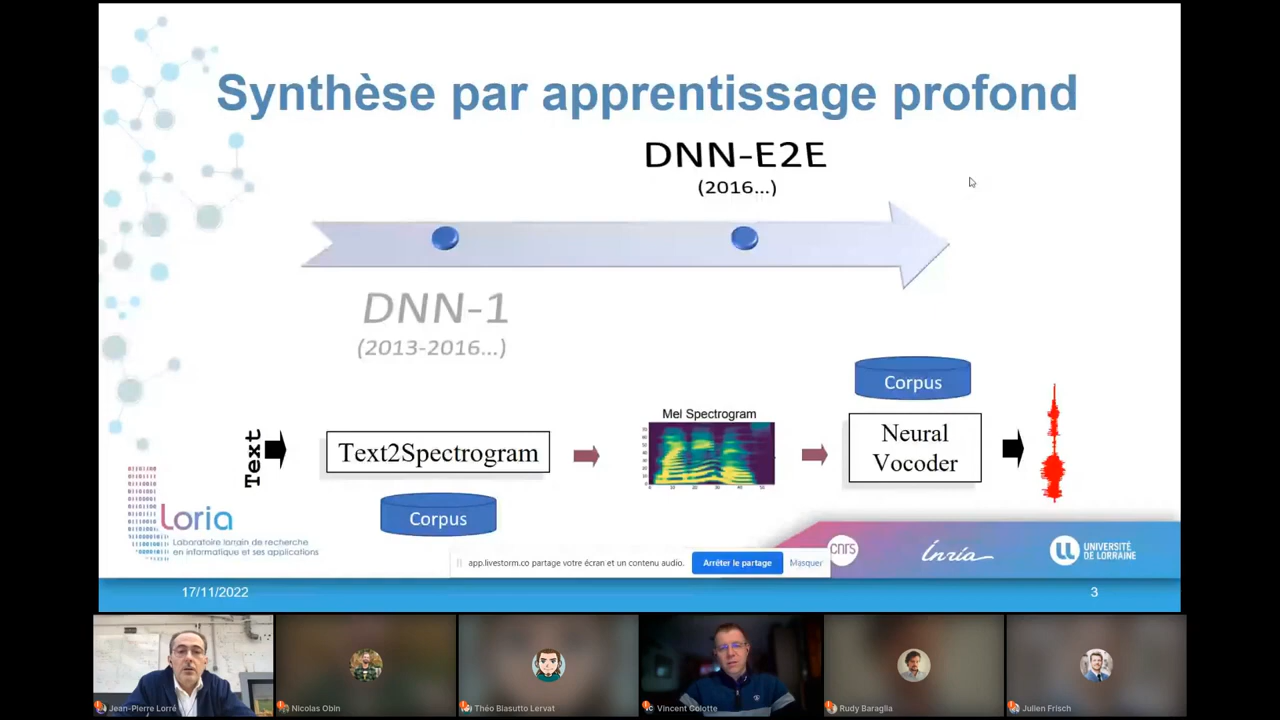 Synthèse par apprentissage profond
DNN-E2E
(2016...)
DNN-1
(2013-2016...)
Corpus
Mel Spectrogram
Text
Text2Spectrogram
Neural
Vocoder
Corpus
Loria
Laboratoire lorrain de recherche
en informatique et ses applications
app.livestorm.co partage votre écran et un contenu audio.
Arrêter le partage
Masquer
cnrs
Inria
UNIVERSITÉ
DE LORRAINE
17/11/2022
3
Jean-Pierre Lorré
Nicolas Obin
Théo Biasutto Lervat
Vincent Colotte
Rudy Baraglia
Julien Frisch